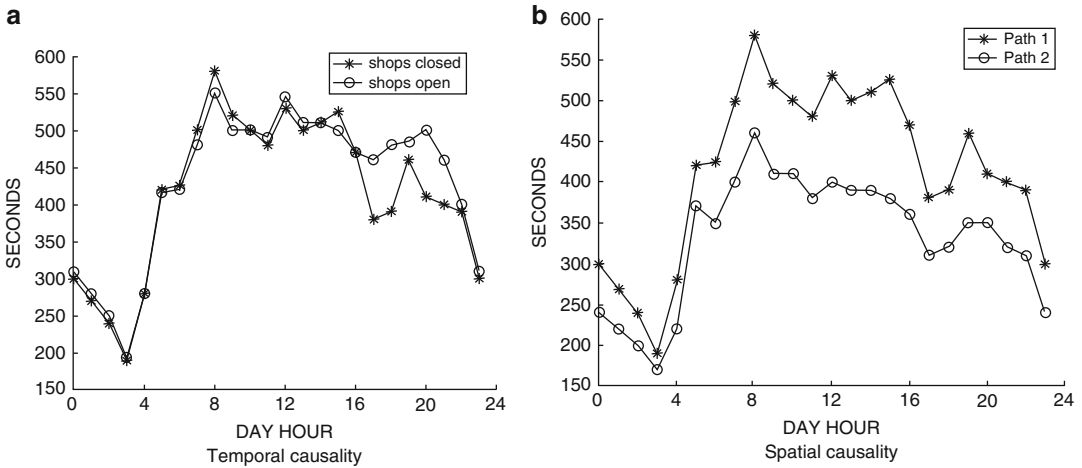 a
600
550
500
450
400
350
300
250
200
150
SECONDS
0 4 8 12 16 20 24
DAY HOUR
Temporal causality
shops closed
shops open
b
600
550
500
450
400
350
300
250
200
150
SECONDS
0 4 8 12 16 20 24
DAY HOUR
Spatial causality
Path 1
Path 2